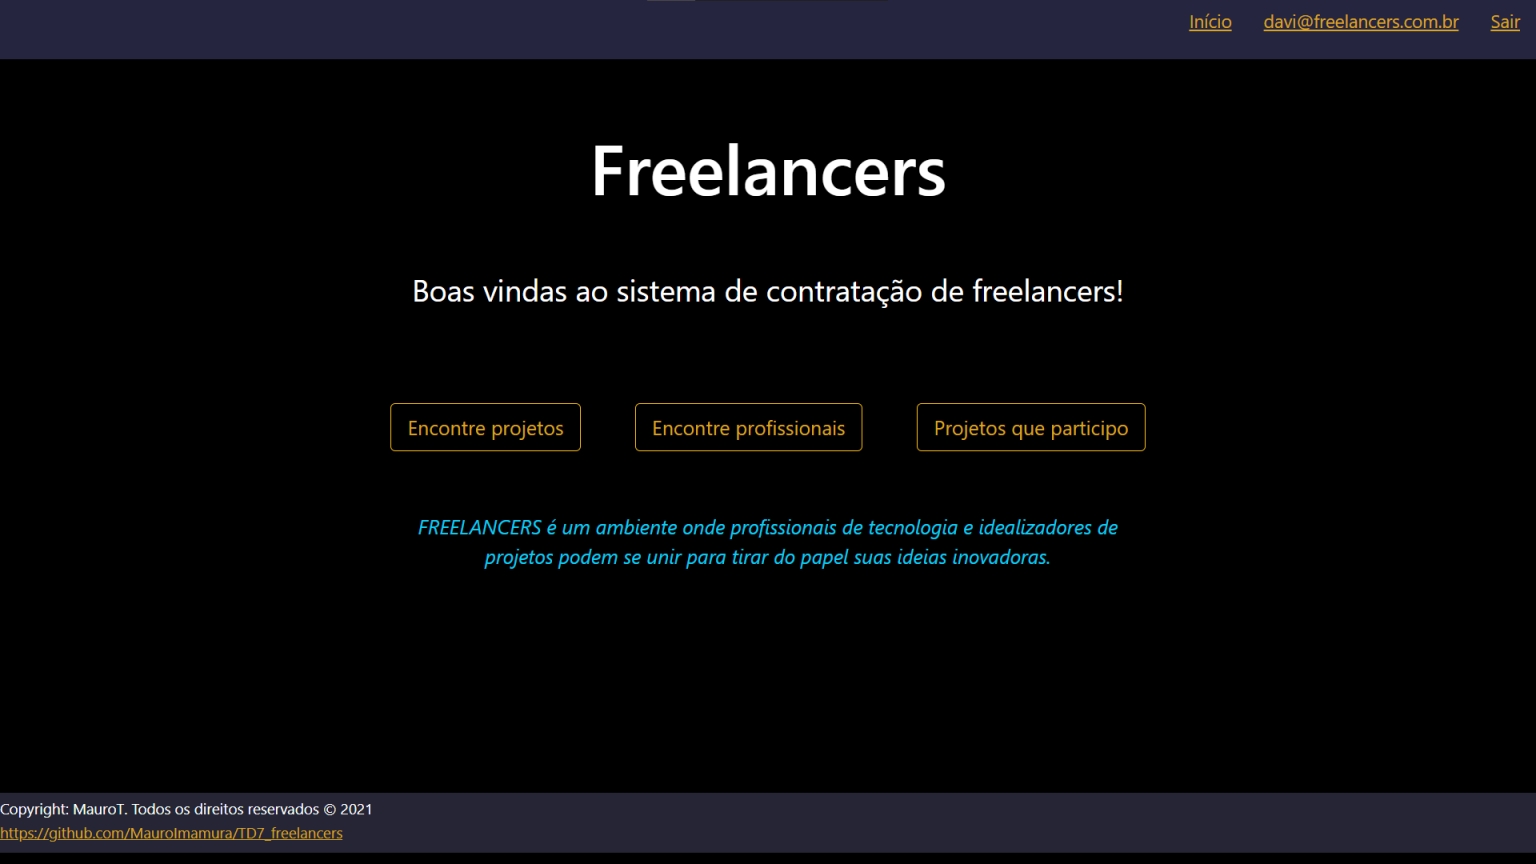 Início davi@freelancers.com.br Sair
Freelancers
Boas vindas ao sistema de contratação de freelancers!
Encontre projetos Encontre profissionais Projetos que participo
FREELANCERS é um ambiente onde profissionais de tecnologia e idealizadores de
projetos podem se unir para tirar do papel suas ideias inovadoras.
Copyright: MauroT. Todos os direitos reservados © 2021
https://github.com/MauroImamura/TD7_freelancers